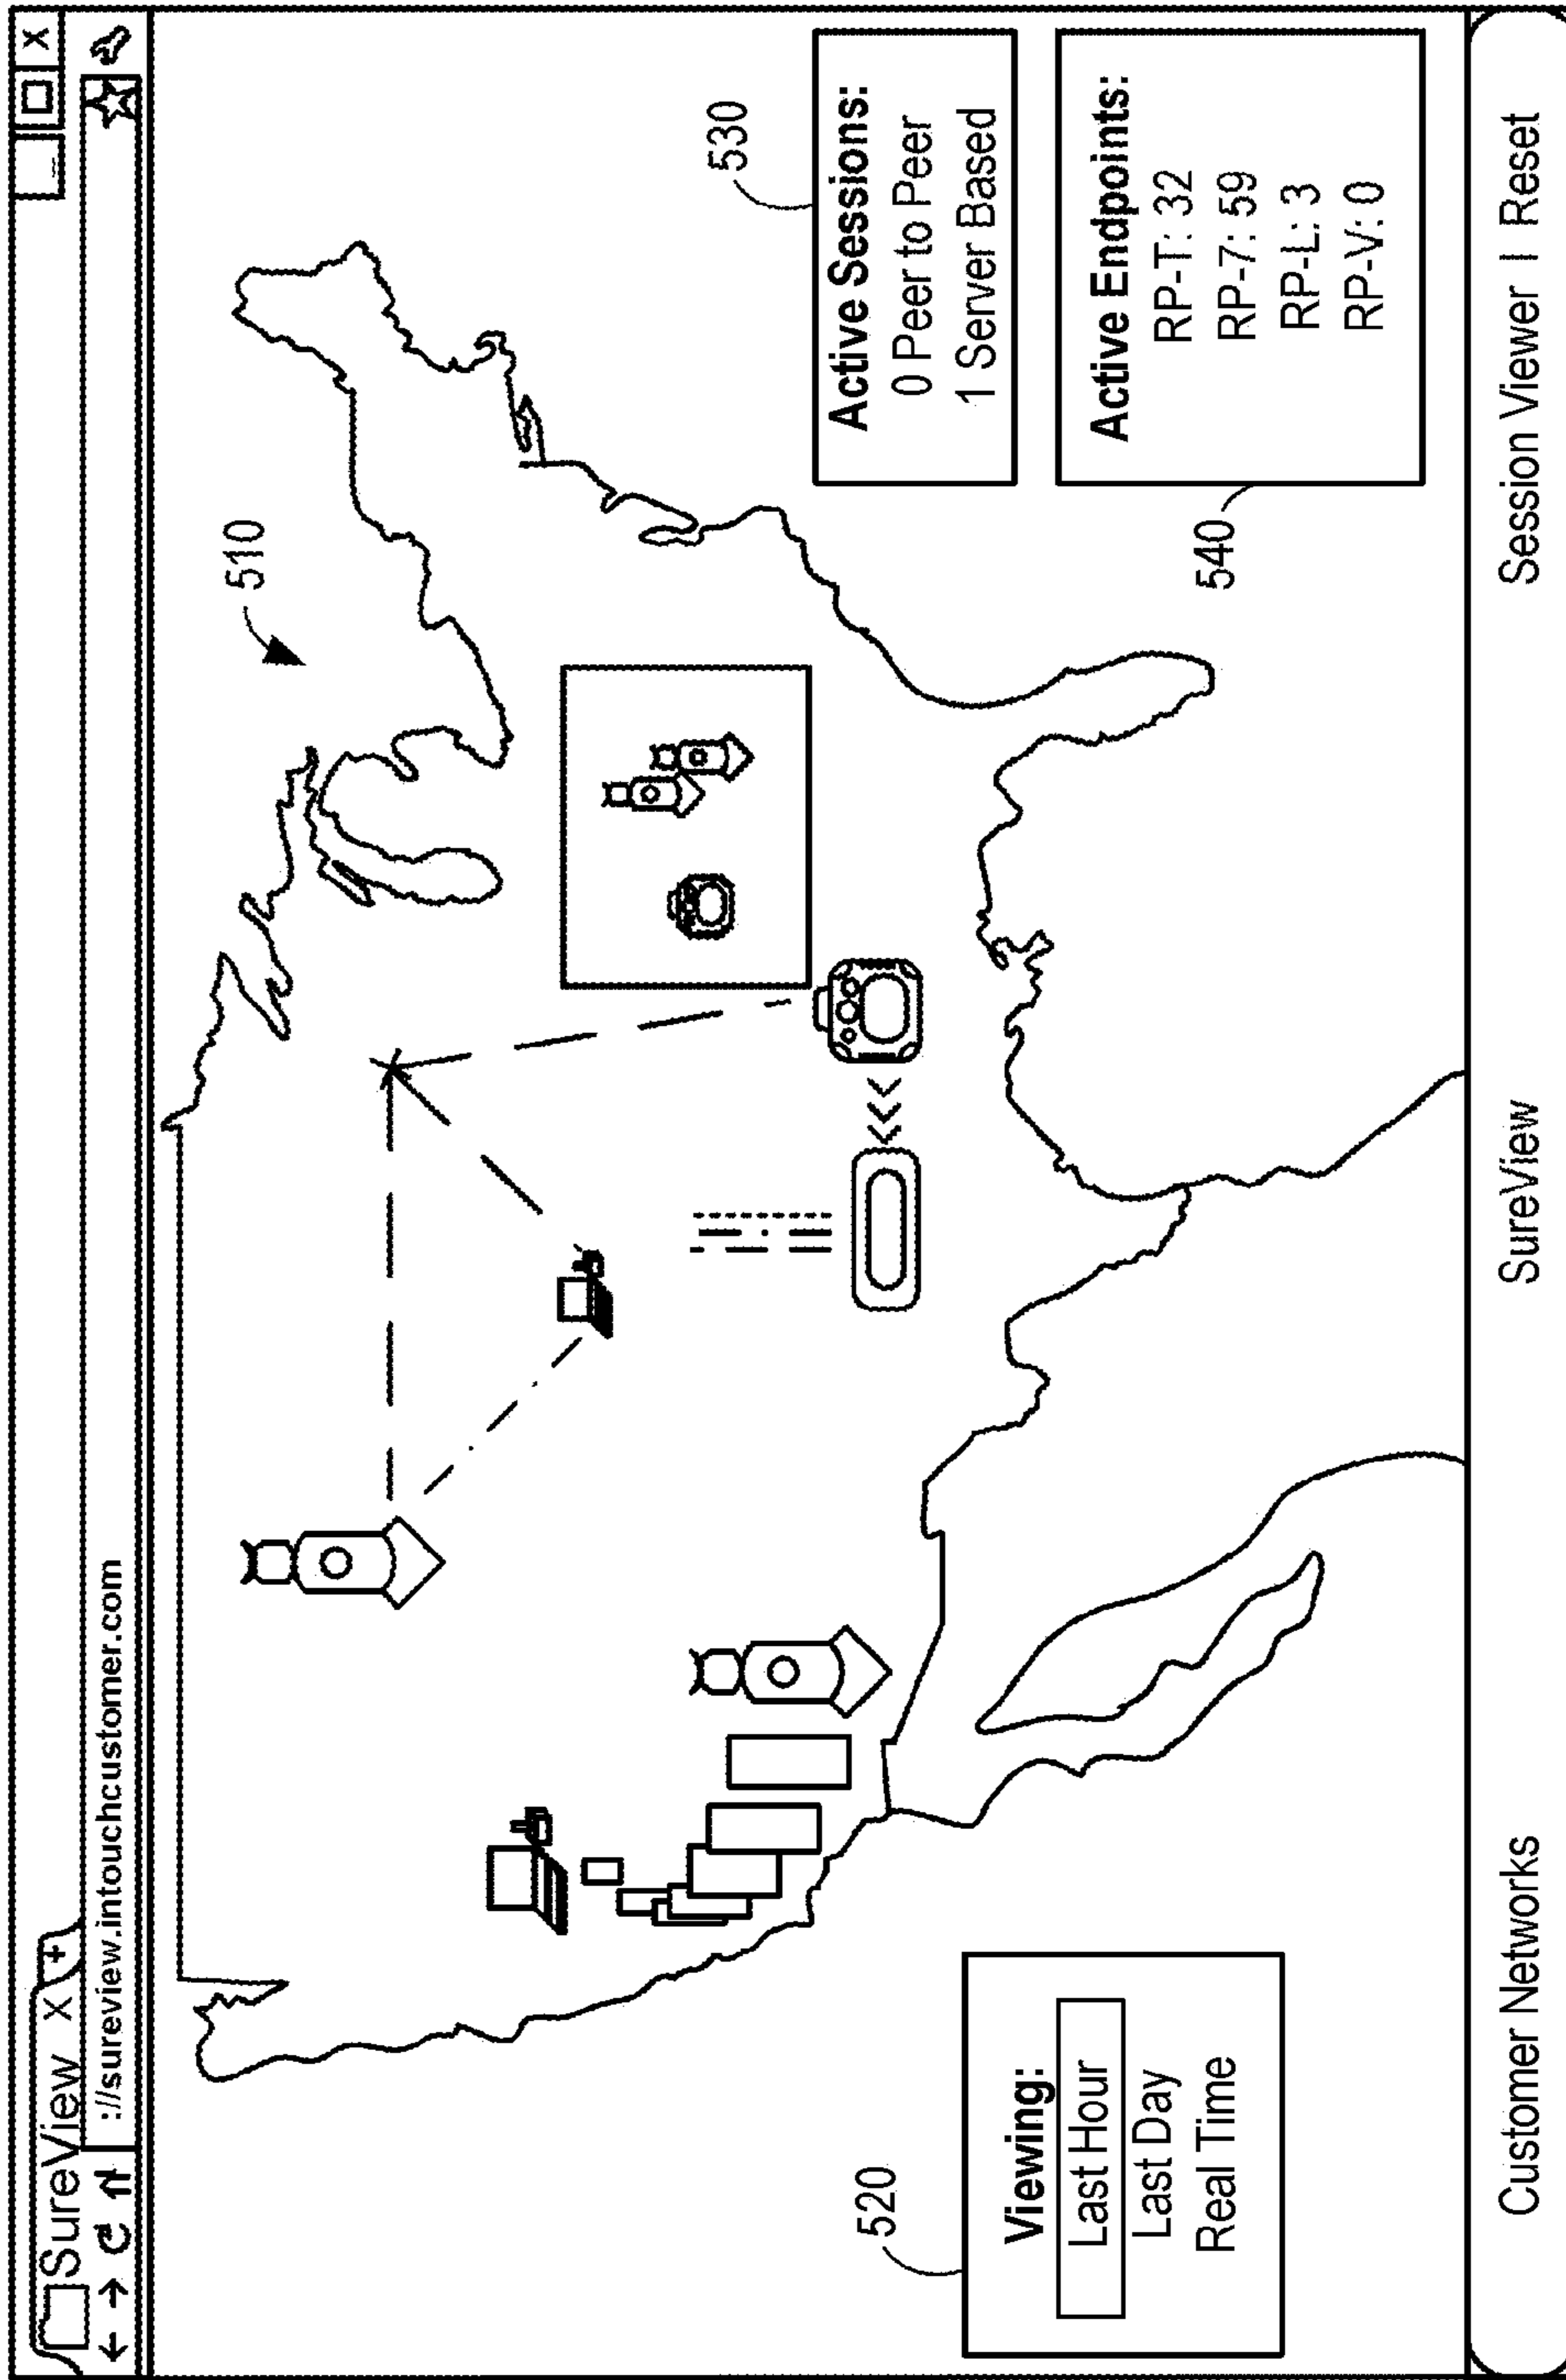 SureView X +
://sureview.intouchcustomer.com
X
510
530
Active Sessions:
0 Peer to Peer
1 Server Based
520
Viewing:
Last Hour
Last Day
Real Time
540
Active Endpoints:
RP-T: 32
RP-7: 59
RP-L: 3
RP-V: 0
Customer Networks
SureView
Session Viewer | Reset